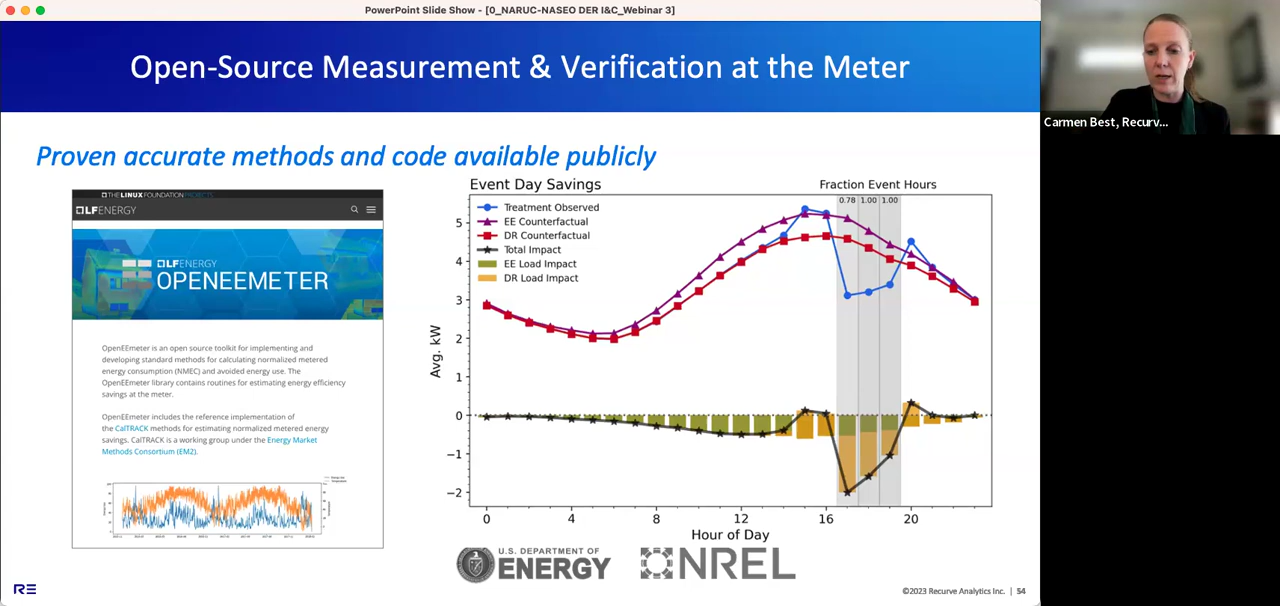 PowerPoint Slide Show - [0_NARUC-NASEO DER I&C_Webinar 3]
Open-Source Measurement & Verification at the Meter
Carmen Best, Recurv...
Proven accurate methods and code available publicly
THE LINUX FOUNDATION PROJECTS
LFENERGY
LFENERGY
OPENEEMETER
OpenEEmeter is an open source toolkit for implementing and
developing standard methods for calculating normalized metered
energy consumption (NMEC) and avoided energy use. The
OpenEEmeter library contains routines for estimating energy efficiency
savings at the meter.
OpenEEmeter includes the reference implementation of
the CalTRACK methods for estimating normalized metered energy
savings. CalTRACK is a working group under the Energy Market
Methods Consortium (EM2).
Event Day Savings
Fraction Event Hours
0.78 1.00 1.00
Treatment Observed
EE Counterfactual
DR Counterfactual
Total Impact
EE Load Impact
DR Load Impact
Avg. kW
5
4
3
2
1
0
−1
−2
0 4 8 12 16 20
Hour of Day
U.S. DEPARTMENT OF
ENERGY
NREL
RE
©2023 Recurve Analytics Inc. | 54